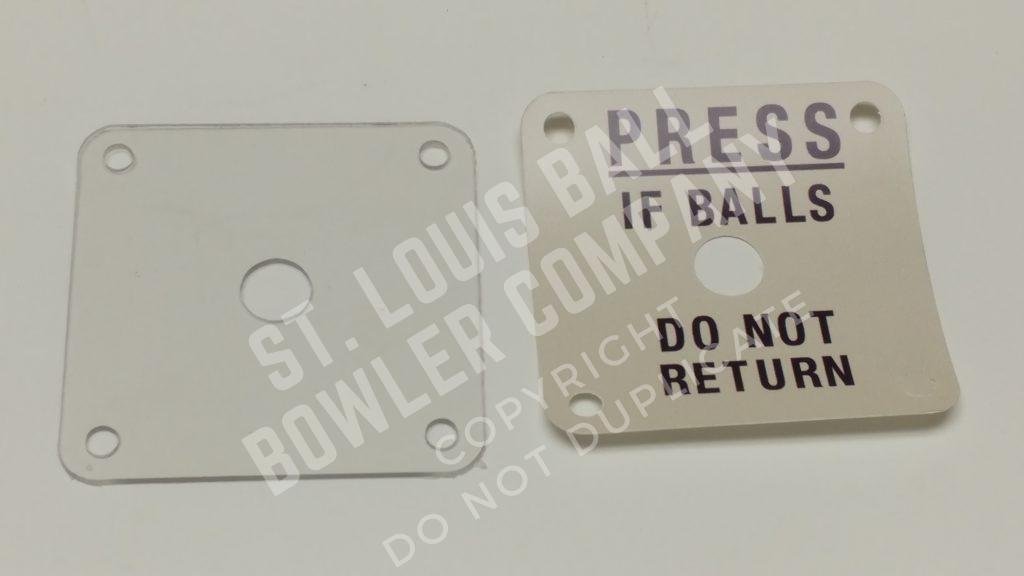 PRESS
IF BALLS
DO NOT
RETURN
ST. LOUIS BALL
BOWLER COMPANY
COPYRIGHT
DO NOT DUPLICATE